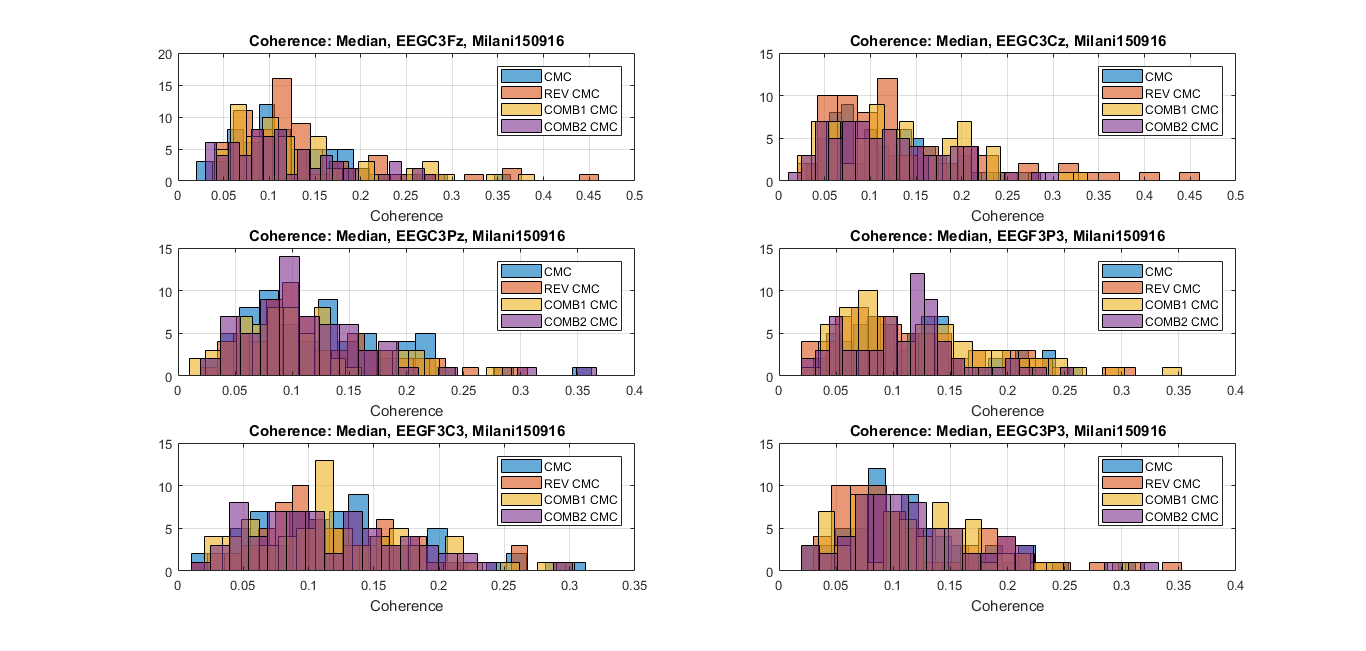 Coherence: Median, EEGC3Fz, Milani150916
20
15
10
5
0
CMC
REV CMC
COMB1 CMC
COMB2 CMC
0 0.05 0.1 0.15 0.2 0.25 0.3 0.35 0.4 0.45 0.5
Coherence
Coherence: Median, EEGC3Cz, Milani150916
15
10
5
0
CMC
REV CMC
COMB1 CMC
COMB2 CMC
0 0.05 0.1 0.15 0.2 0.25 0.3 0.35 0.4 0.45 0.5
Coherence
Coherence: Median, EEGC3Pz, Milani150916
15
10
5
0
CMC
REV CMC
COMB1 CMC
COMB2 CMC
0 0.05 0.1 0.15 0.2 0.25 0.3 0.35 0.4
Coherence
Coherence: Median, EEGF3P3, Milani150916
15
10
5
0
CMC
REV CMC
COMB1 CMC
COMB2 CMC
0 0.05 0.1 0.15 0.2 0.25 0.3 0.35 0.4
Coherence
Coherence: Median, EEGF3C3, Milani150916
15
10
5
0
CMC
REV CMC
COMB1 CMC
COMB2 CMC
0 0.05 0.1 0.15 0.2 0.25 0.3 0.35
Coherence
Coherence: Median, EEGC3P3, Milani150916
15
10
5
0
CMC
REV CMC
COMB1 CMC
COMB2 CMC
0 0.05 0.1 0.15 0.2 0.25 0.3 0.35 0.4
Coherence